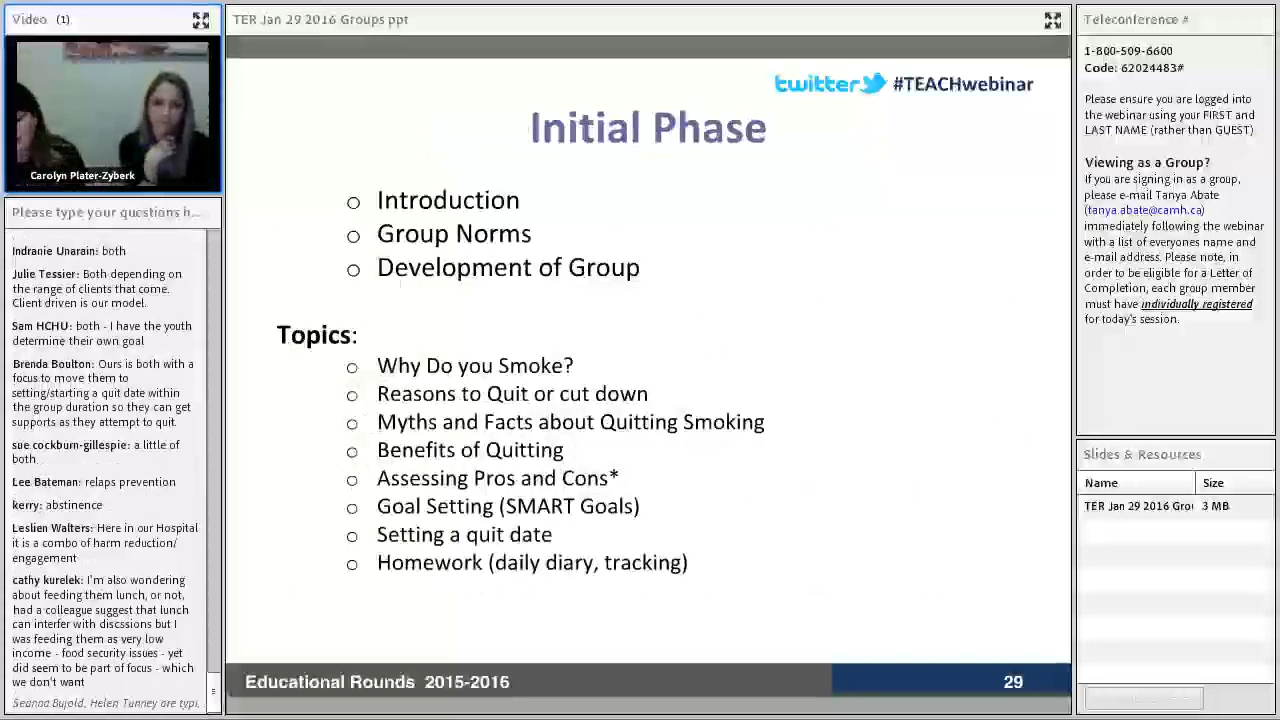 Video (1)
Carolyn Plater-Zyberk
Please type your questions h...
Indranie Unarain: both
Julie Tessier: Both depending on
the range of clients that come.
Client driven is our model.
Sam HCHU: both - I have the youth
determine their own goal
Brenda Boulton: Ours is both with a
focus to move them to
setting/starting a quit date within
the group duration so they can get
supports as they attempt to quit.
sue cockburn-gillespie: a little of
both.
Lee Bateman: relaps prevention
kerry: abstinence
Leslien Walters: Here in our Hospital
it is a combo of harm reduction/
engagement
cathy kurelek: I'm also wondering
about feeding them lunch, or not,
had a colleague suggest that lunch
can interfer with discssions but I
was feeding them as very low
income - food security issues - yet
did seem to be part of focus - which
we don't want
Seanna Bujold, Helen Tunney are typi.
TER Jan 29 2016 Groups ppt
twitter #TEACHwebinar
Initial Phase
Introduction
Group Norms
Development of Group
Topics:
Why Do you Smoke?
Reasons to Quit or cut down
Myths and Facts about Quitting Smoking
Benefits of Quitting
Assessing Pros and Cons*
Goal Setting (SMART Goals)
Setting a quit date
Homework (daily diary, tracking)
Educational Rounds 2015-2016
29
Teleconference #
1-800-509-6600
Code: 62024483#
Please ensure you are logged into
the webinar using your FIRST and
LAST NAME (rather than GUEST)
Viewing as a Group?
If you are signing in as a group,
please e-mail Tanya Abate
(tanya.abate@camh.ca)
immediately following the webinar
with a list of everyones name and
e-mail address. Please note, in
order to be eligible for a Letter of
Completion, each group member
must have individually registered
for today's session.
Slides & Resources
Name Size
TER Jan 29 2016 Grou 3 MB